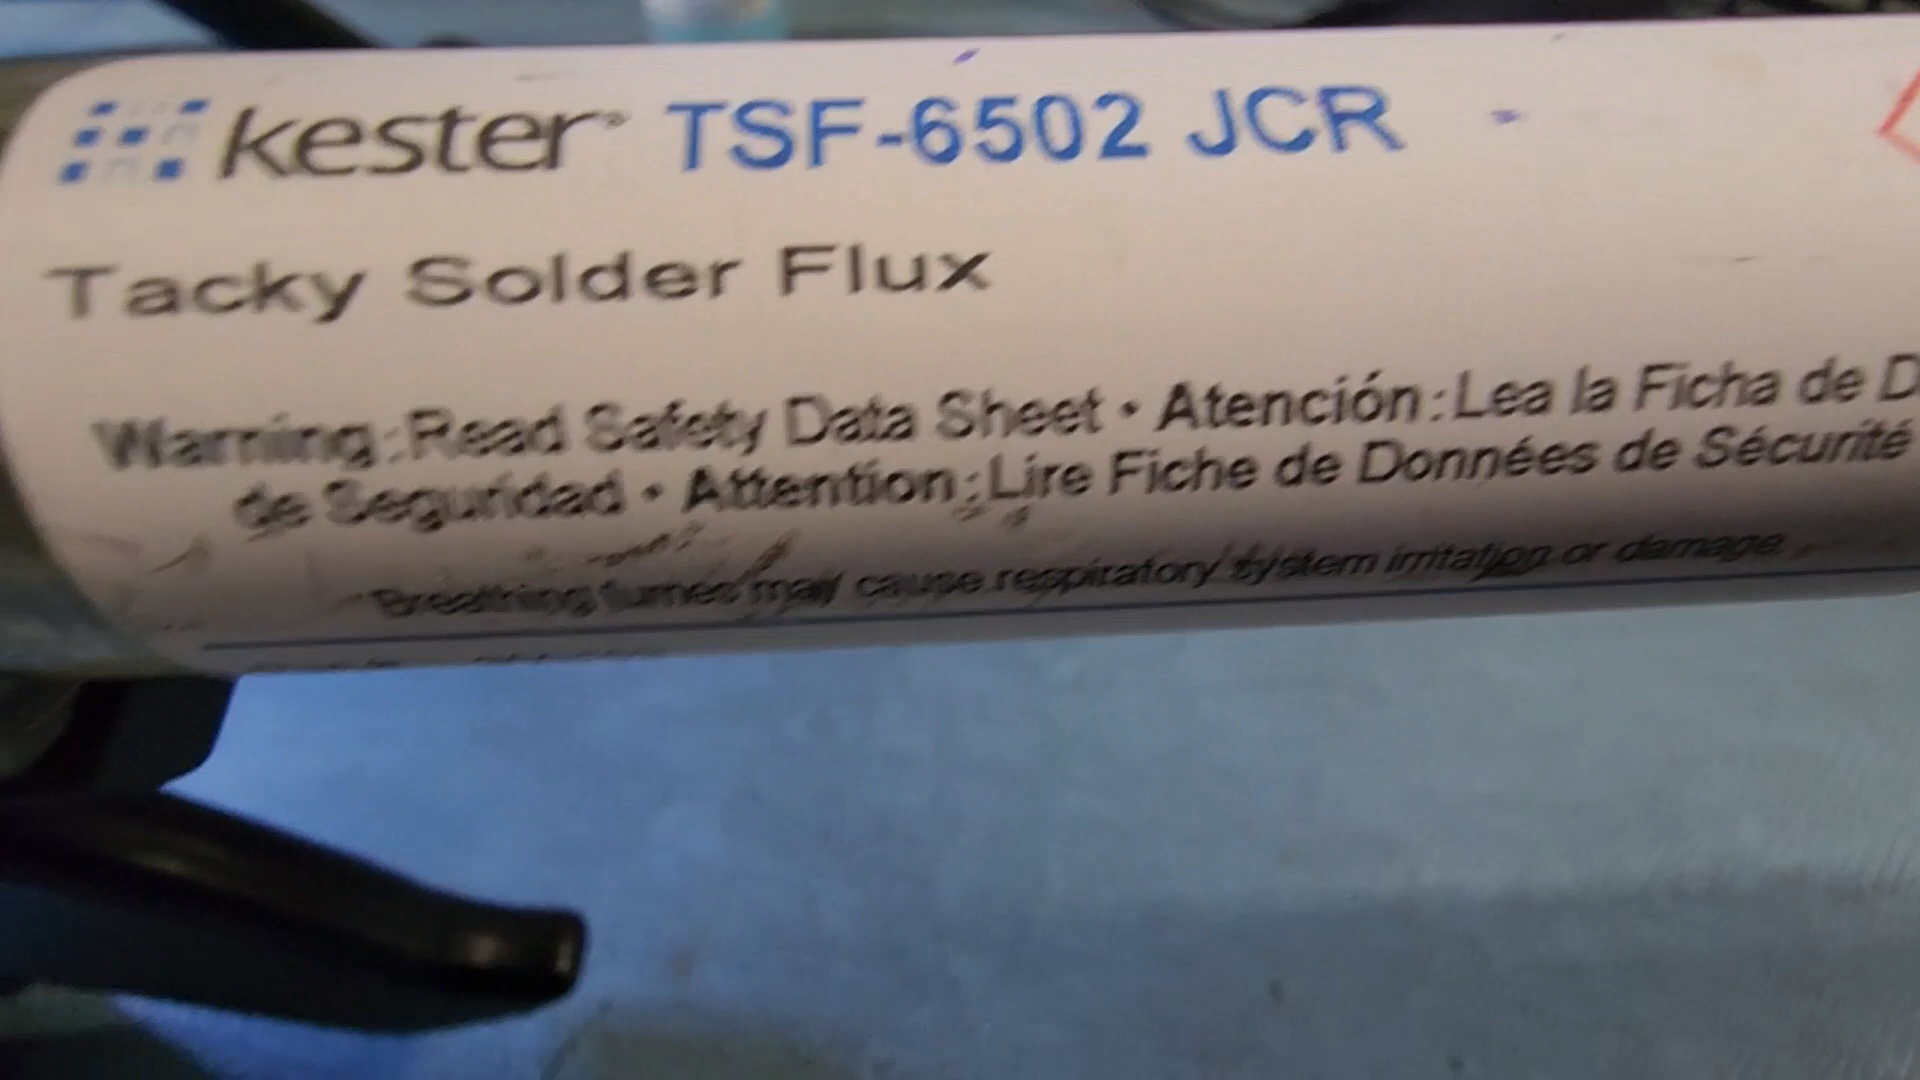 kester TSF-6502 JCR
Tacky Solder Flux
Warning:Read Safety Data Sheet • Atención:Lea la Ficha de D
de Seguridad • Attention:Lire Fiche de Données de Sécurité
Breathing fumes may cause respiratory system irritation or damage.